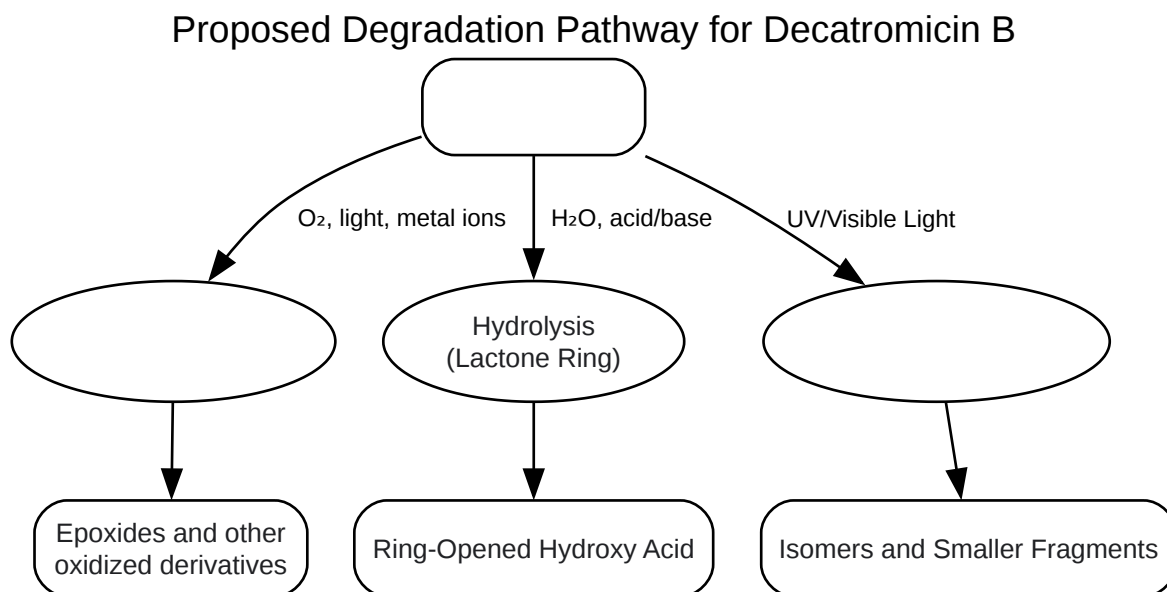 Proposed Degradation Pathway for Decatromicin B
O₂, light, metal ions
H₂O, acid/base
UV/Visible Light
Hydrolysis
(Lactone Ring)
Epoxides and other
oxidized derivatives
Ring-Opened Hydroxy Acid
Isomers and Smaller Fragments